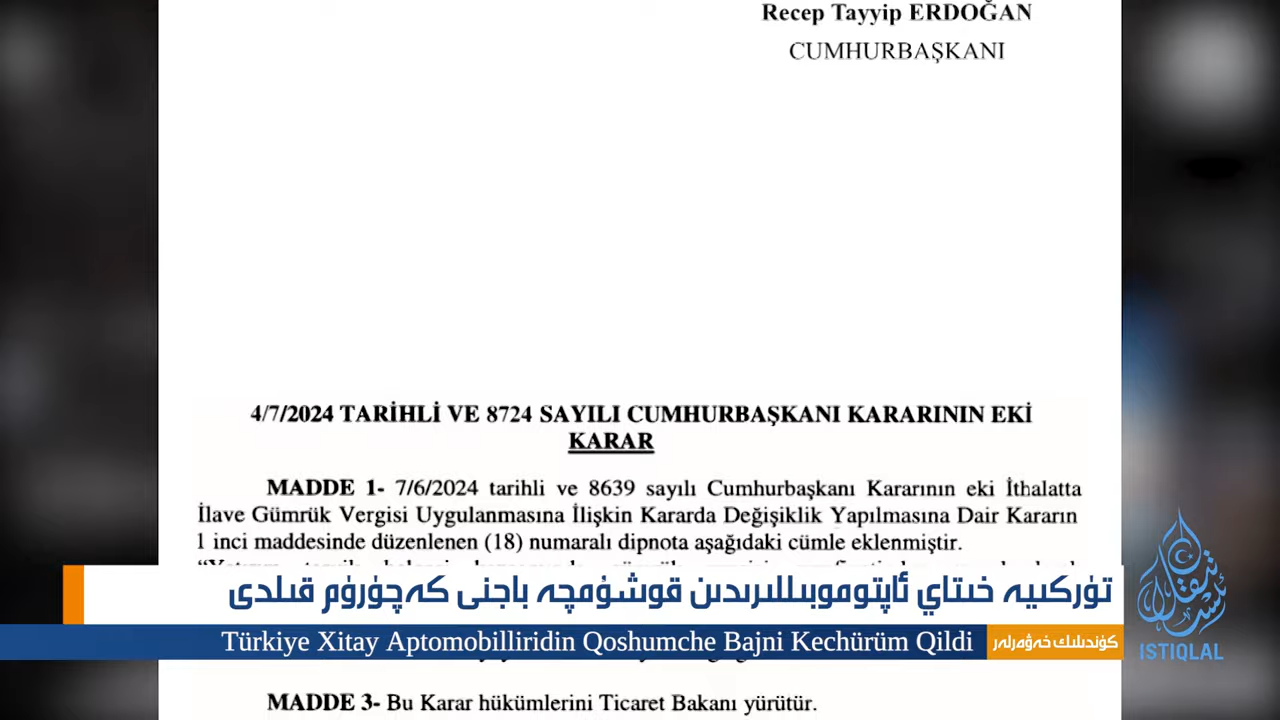 Recep Tayyip ERDOĞAN
CUMHURBAŞKANI
4/7/2024 TARİHLİ VE 8724 SAYILI CUMHURBAŞKANI KARARININ EKİ
KARAR
MADDE 1- 7/6/2024 tarihli ve 8639 sayılı Cumhurbaşkanı Kararının eki İthalatta
İlave Gümrük Vergisi Uygulanmasına İlişkin Kararda Değişiklik Yapılmasına Dair Kararın
1 inci maddesinde düzenlenen (18) numaralı dipnota aşağıdaki cümle eklenmiştir.
تۈركىيە خىتاي ئاپتوموبىللىرىدىن قوشۇمچە باجنى كەچۈرۈم قىلدى
Türkiye Xitay Aptomobilliridin Qoshumche Bajni Kechürüm Qildi
كۈندىلىك خەۋەرلەر
ئىستىقلال
ISTIQLAL
MADDE 3- Bu Karar hükümlerini Ticaret Bakanı yürütür.